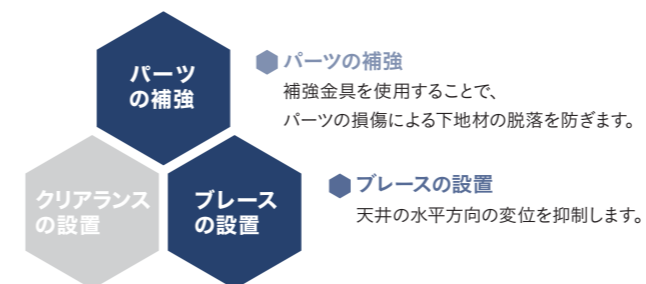 パーツ
の補強
パーツの補強
補強金具を使用することで、
パーツの損傷による下地材の脱落を防ぎます。
クリアランス
の設置
ブレース
の設置
ブレースの設置
天井の水平方向の変位を抑制します。